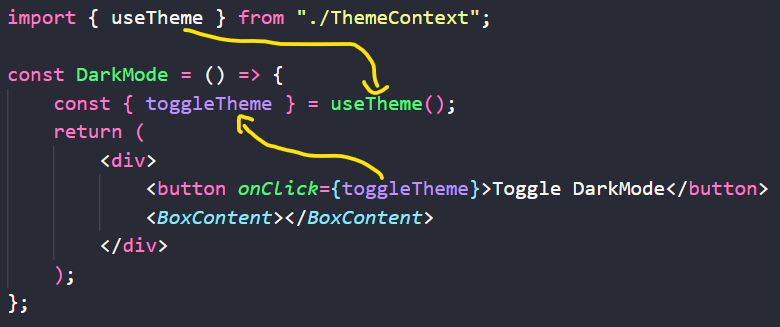 import { useTheme } from "./ThemeContext";
const DarkMode = () => {
const { toggleTheme } = useTheme();
return (
<div>
<button onClick={toggleTheme}>Toggle DarkMode</button>
<BoxContent></BoxContent>
</div>
);
};